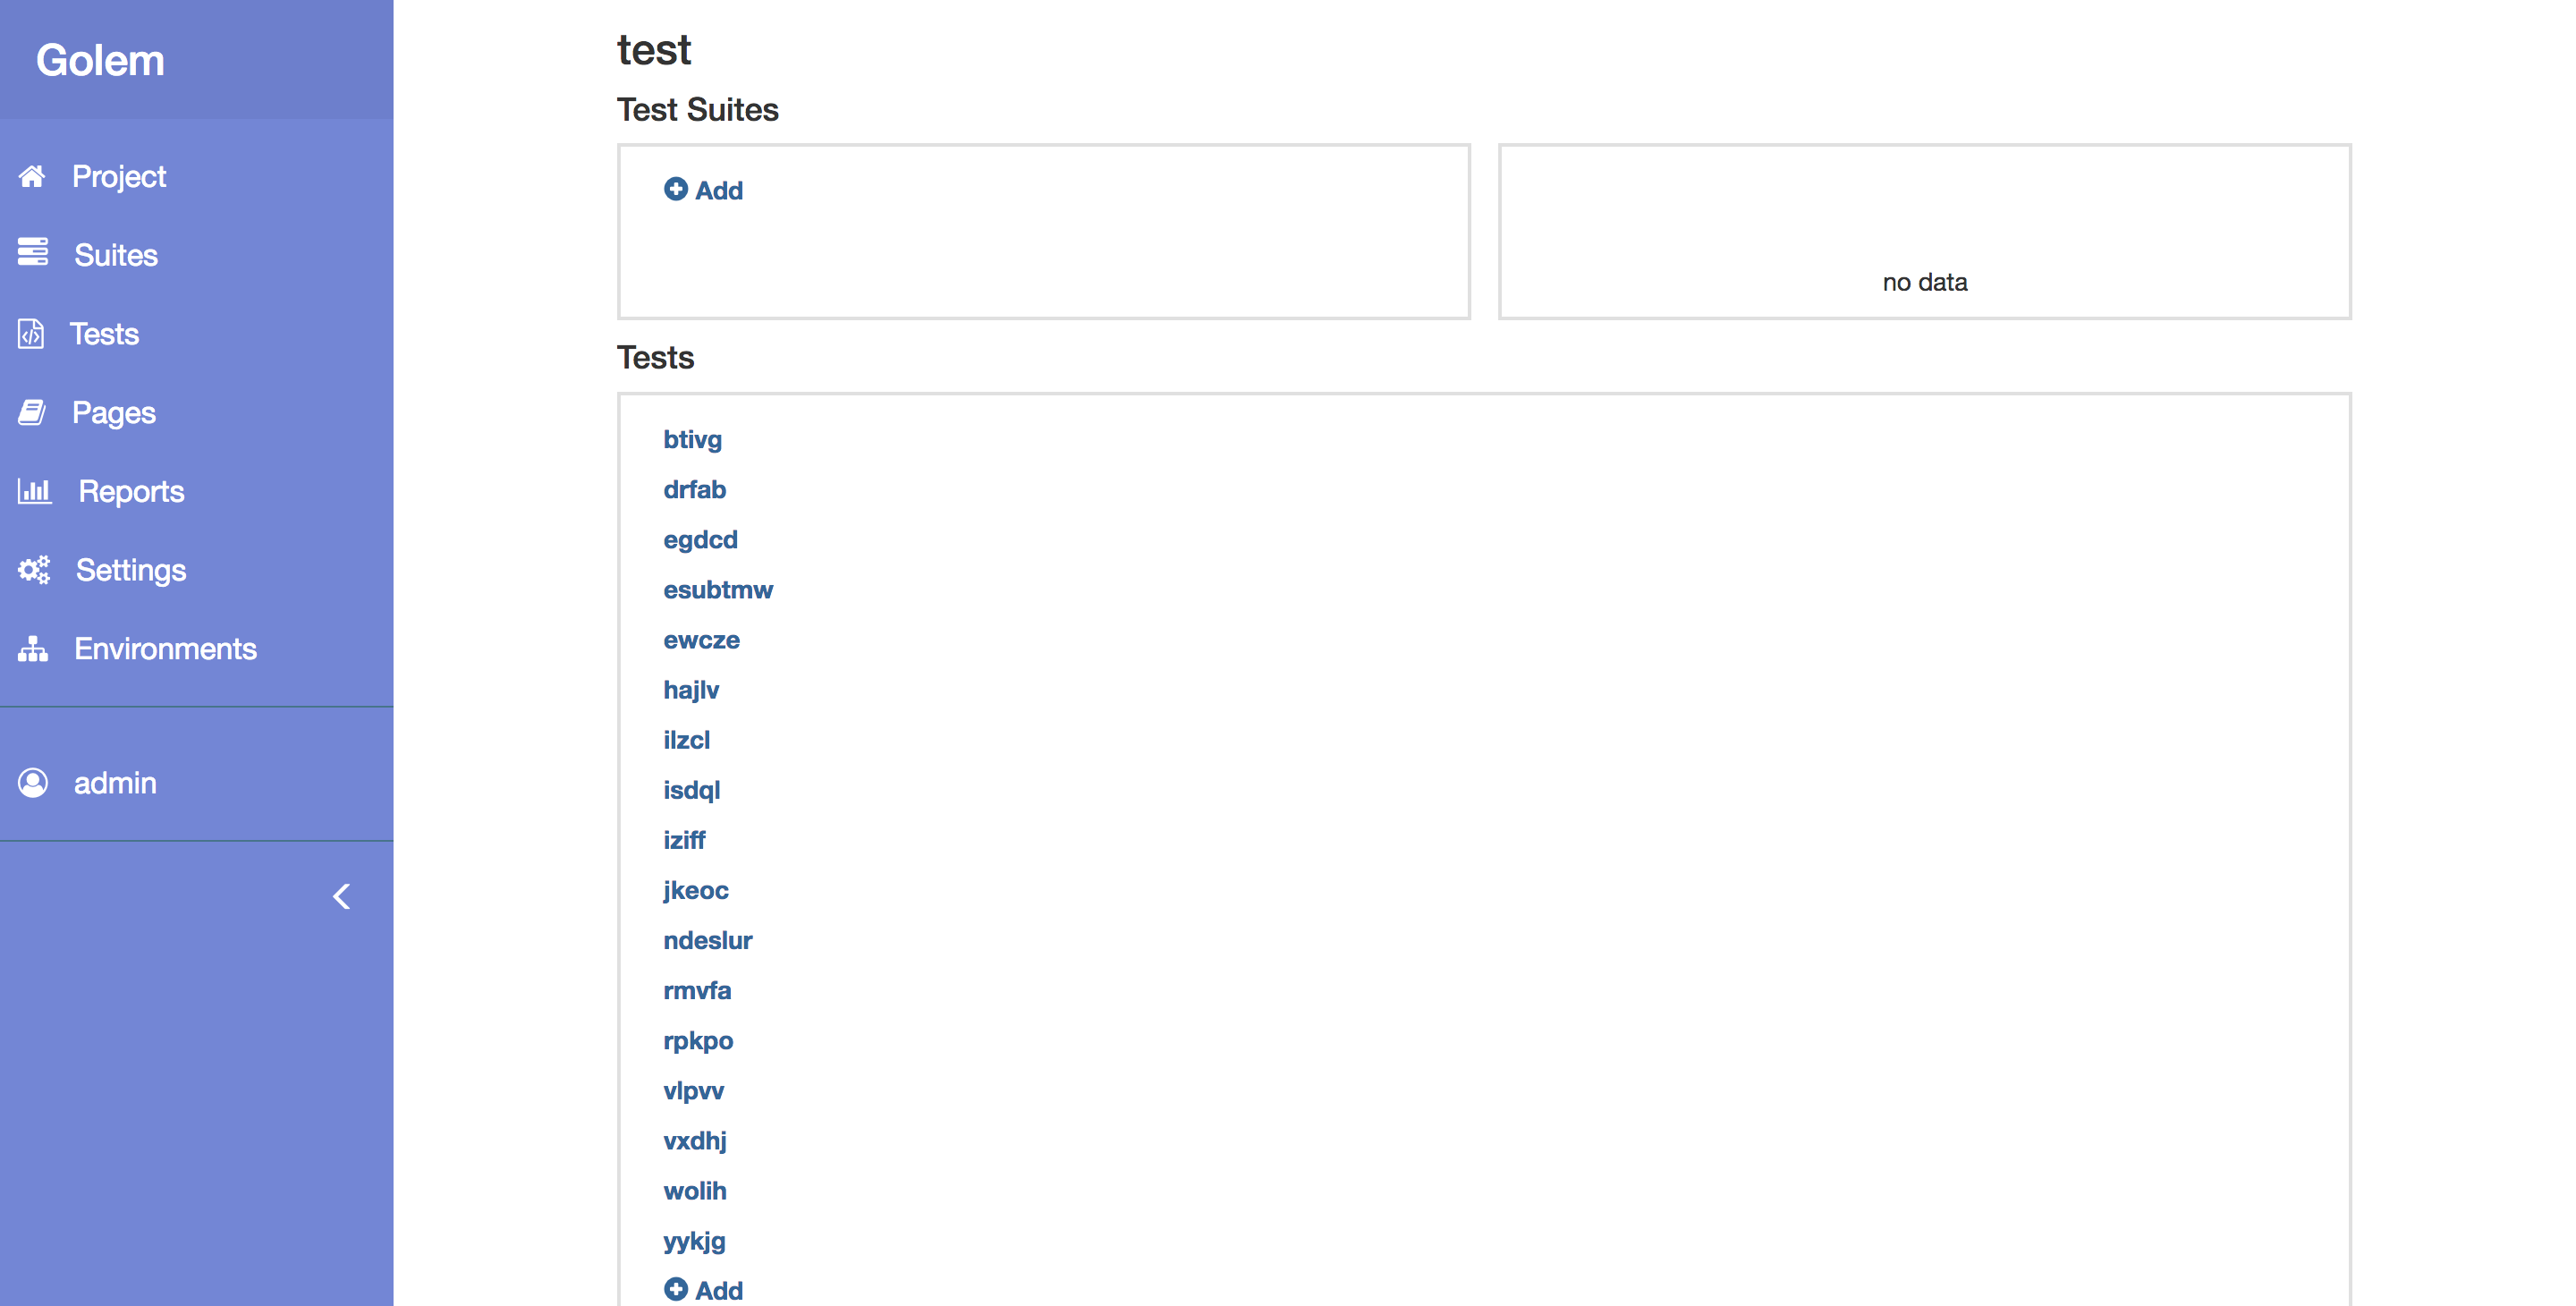 Golem
Project
Suites
Tests
Pages
Reports
Settings
Environments
admin
test
Test Suites
Add
no data
Tests
btivg
drfab
egdcd
esubtmw
ewcze
hajlv
ilzcl
isdql
iziff
jkeoc
ndeslur
rmvfa
rpkpo
vlpvv
vxdhj
wolih
yykjg
Add